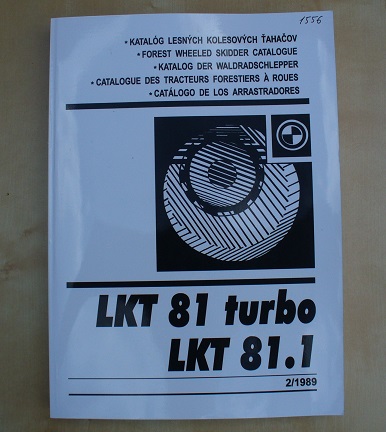 1556
• KATALÓG LESNÝCH KOLESOVÝCH ŤAHAČOV
• FOREST WHEELED SKIDDER CATALOGUE
• KATALOG DER WALDRADSCHLEPPER
• CATALOGUE DES TRACTEURS FORESTIERS À ROUES
• CATÁLOGO DE LOS ARRASTRADORES
LKT 81 turbo
LKT 81.1
2/1989